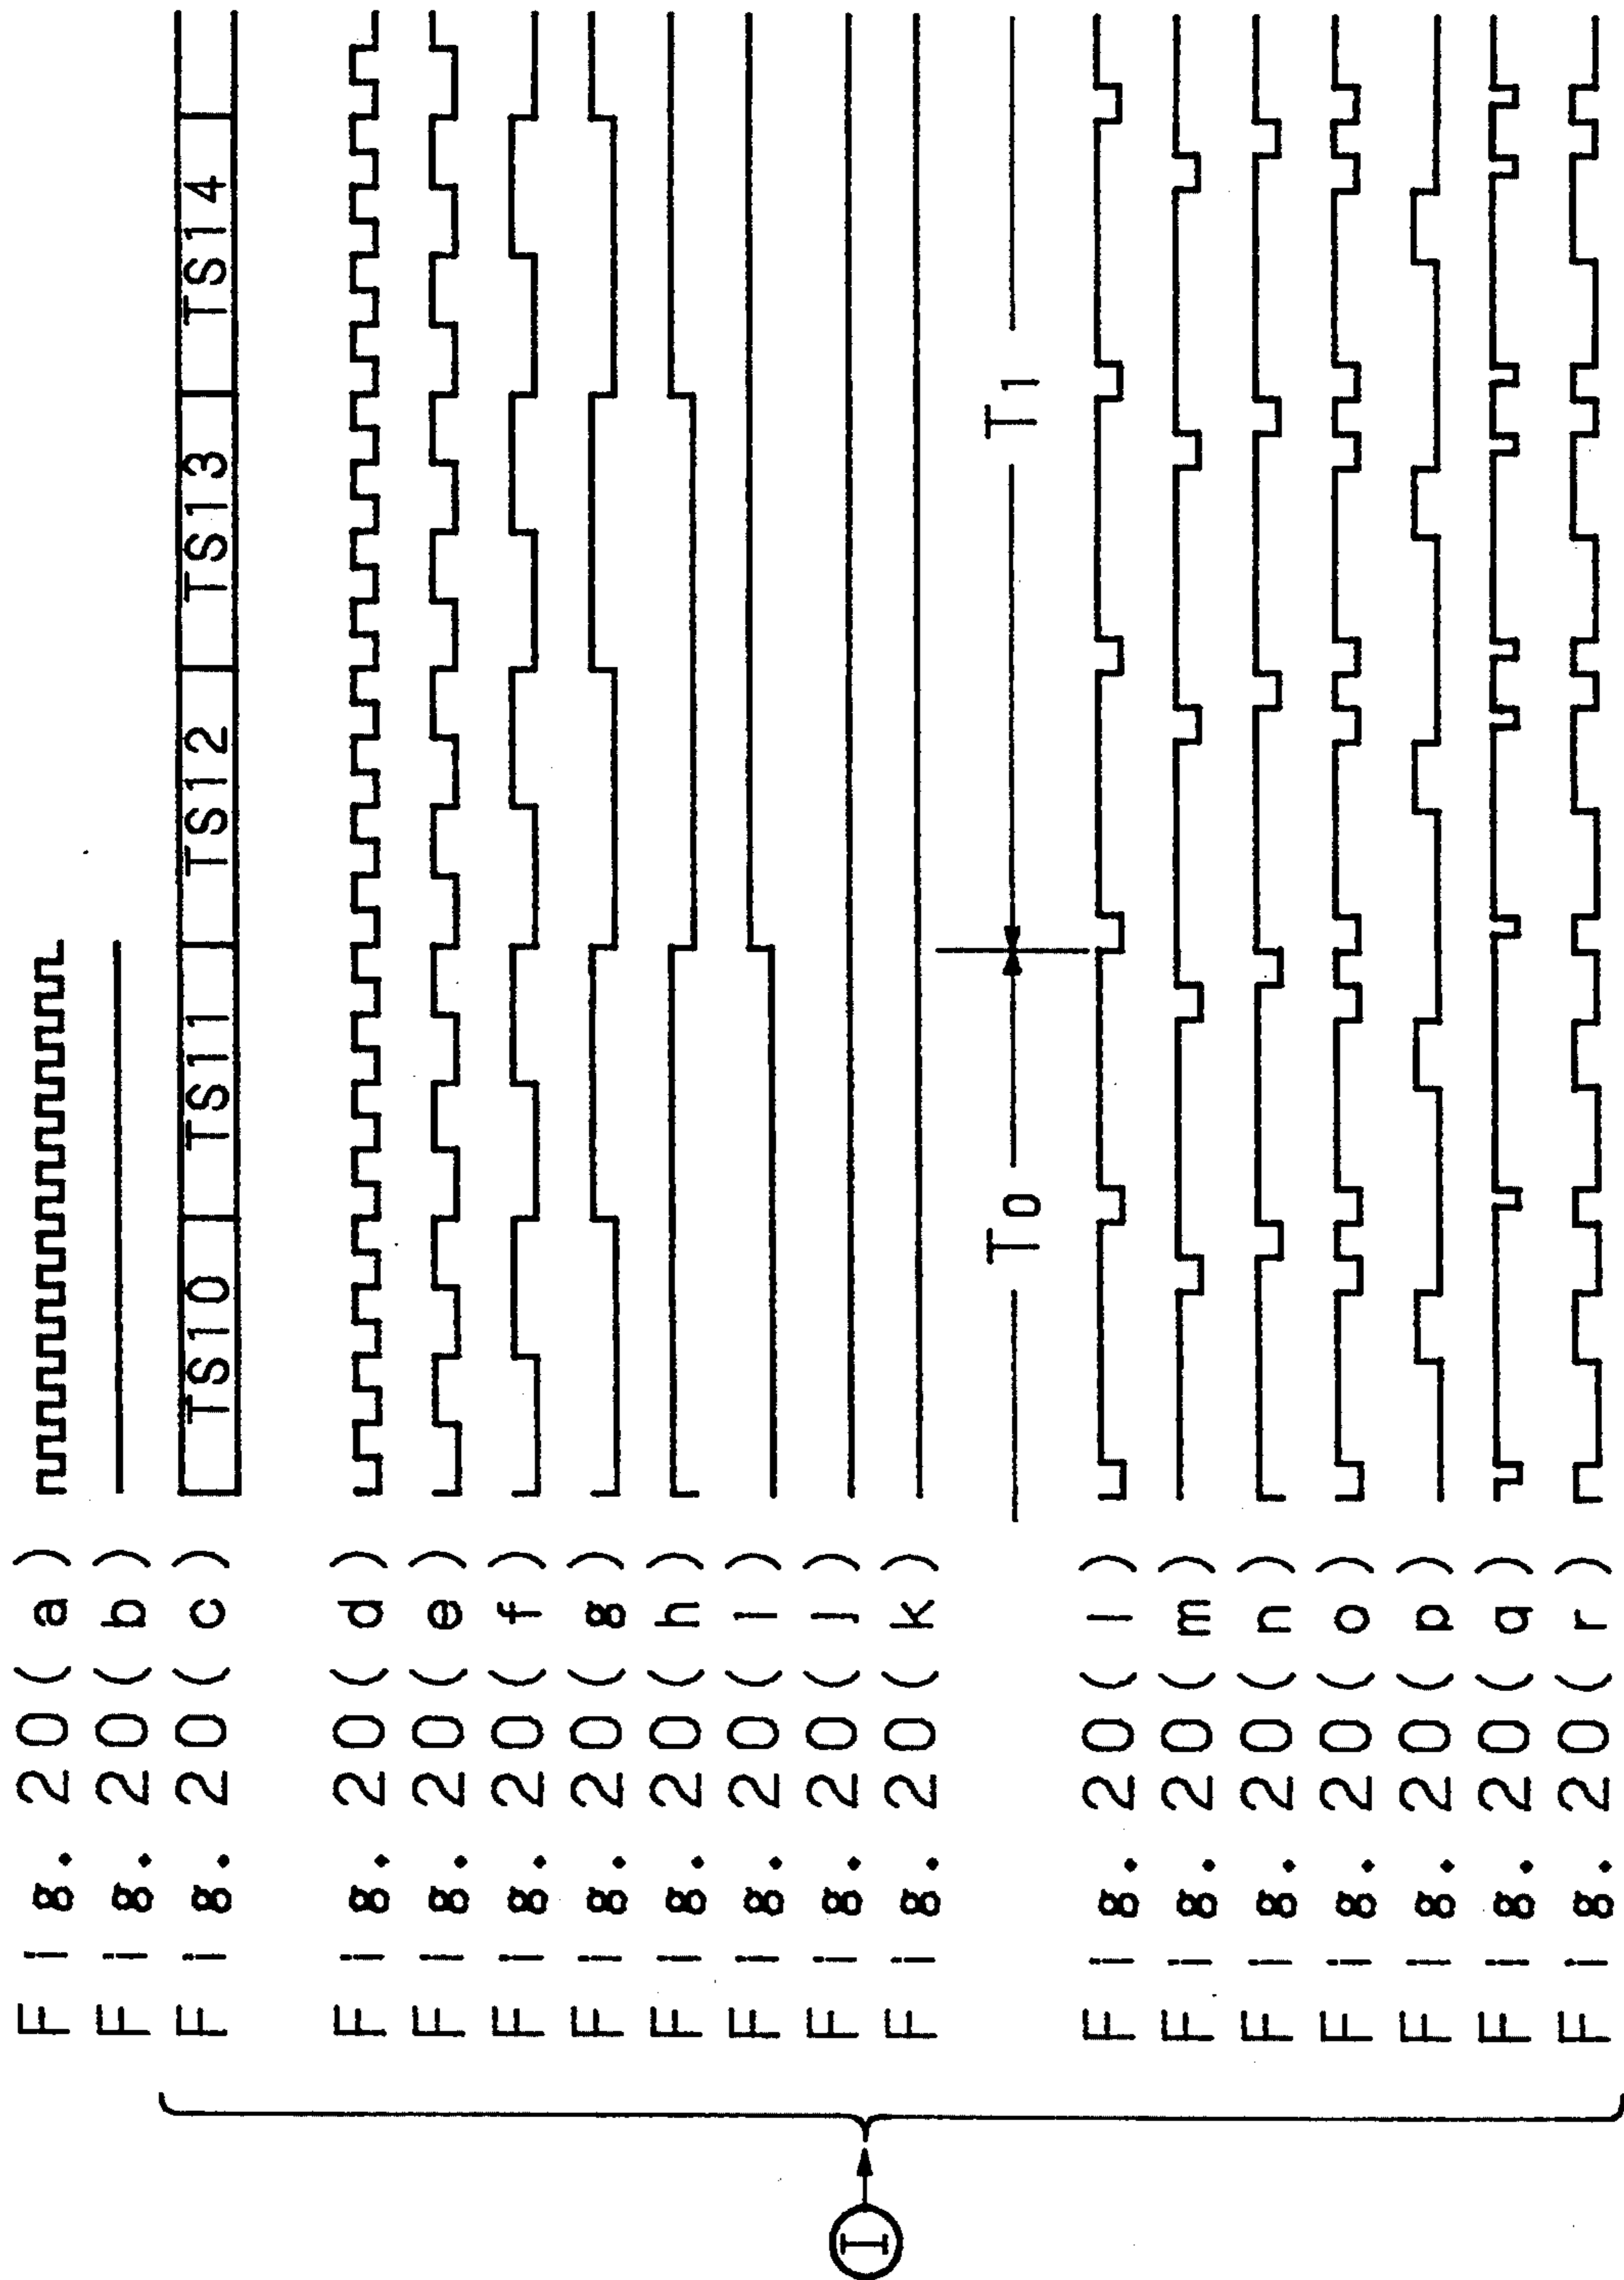 Fig. 20(a)
Fig. 20(b)
Fig. 20(c) TS10 TS11 TS12 TS13 TS14
Fig. 20(d)
Fig. 20(e)
Fig. 20(f)
Fig. 20(g)
Fig. 20(h)
Fig. 20(i)
Fig. 20(j)
Fig. 20(k)
T0 T1
Fig. 20(l)
Fig. 20(m)
Fig. 20(n)
Fig. 20(o)
Fig. 20(p)
Fig. 20(q)
Fig. 20(r)
I